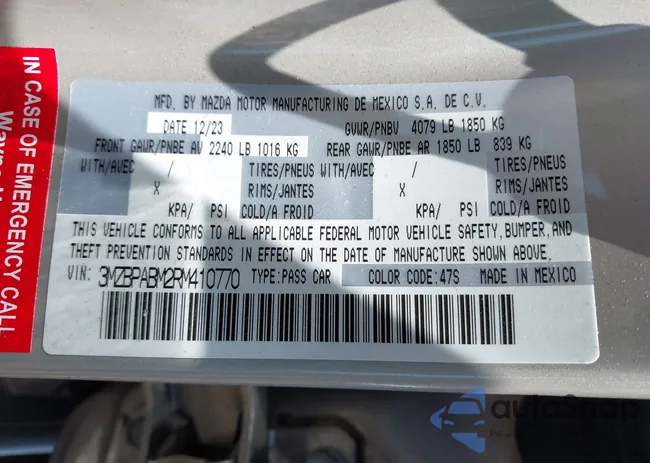 IN CASE OF EMERGENCY CALL
MFD. BY MAZDA MOTOR MANUFACTURING DE MEXICO S.A. DE C.V.
DATE 12/23 GVWR/PNBV 4079 LB 1850 KG
FRONT GAWR/PNBE AV 2240 LB 1016 KG REAR GAWR/PNBE AR 1850 LB 839 KG
WITH/AVEC / TIRES/PNEUS WITH/AVEC / TIRES/PNEUS
X RIMS/JANTES X RIMS/JANTES
KPA/ PSI COLD/A FROID KPA/ PSI COLD/A FROID
THIS VEHICLE CONFORMS TO ALL APPLICABLE FEDERAL MOTOR VEHICLE SAFETY, BUMPER, AND
THEFT PREVENTION STANDARDS IN EFFECT ON THE DATE OF MANUFACTURE SHOWN ABOVE.
VIN: 3MZBPABM2RM410770 TYPE:PASS CAR COLOR CODE:47S MADE IN MEXICO